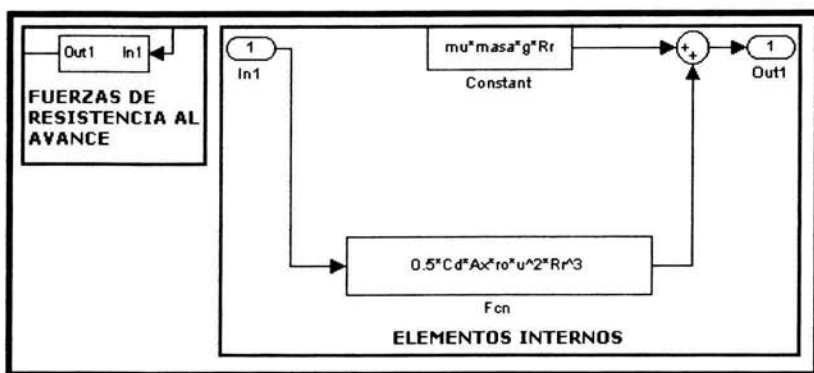 Out1 In1
FUERZAS DE
RESISTENCIA AL
AVANCE
1
In1
mu*masa*g*Rr
Constant
++
1
Out1
0.5*Cd*Ax*ro*u^2*Rr^3
Fcn
ELEMENTOS INTERNOS